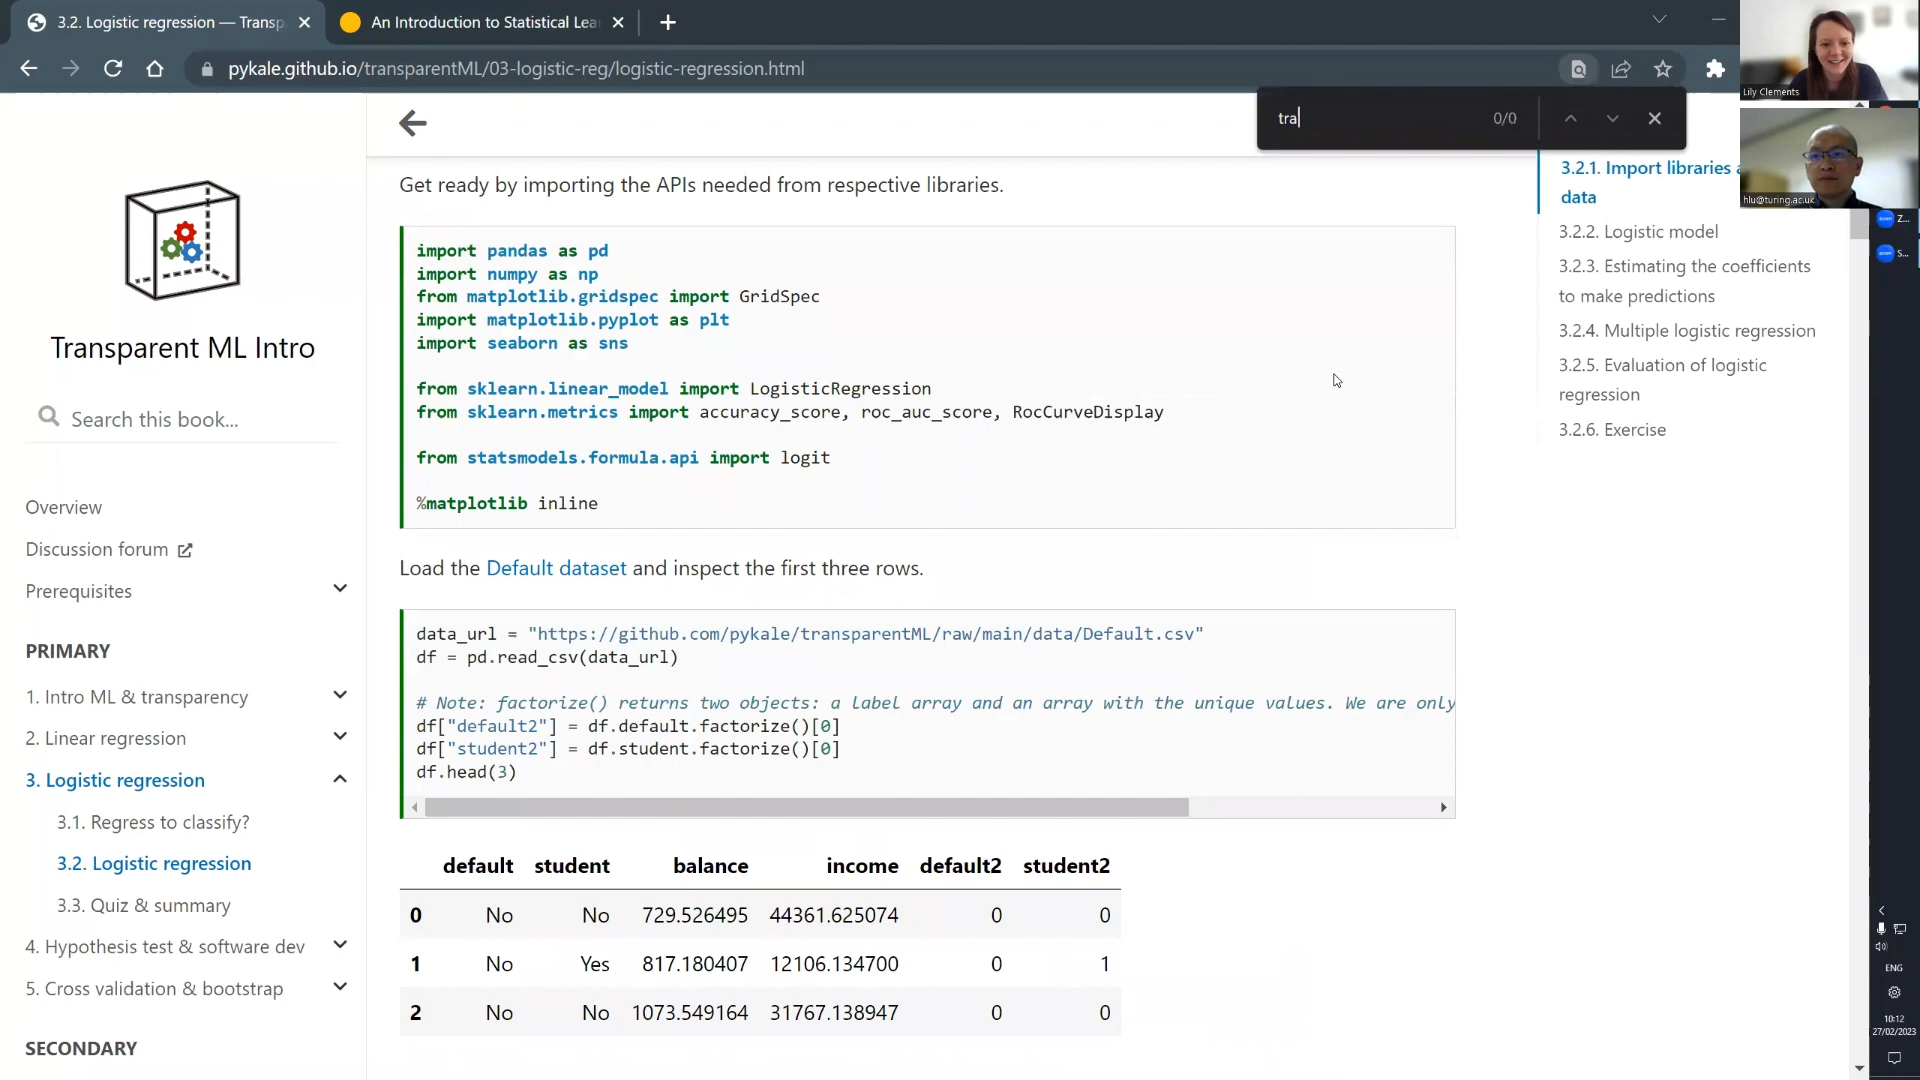 3.2. Logistic regression — Transp
An Introduction to Statistical Lea
pykale.github.io/transparentML/03-logistic-reg/logistic-regression.html
tra
0/0
Lily Clements
hlu@turing.ac.uk
Z...
S...
Transparent ML Intro
Search this book...
Overview
Discussion forum
Prerequisites
PRIMARY
1. Intro ML & transparency
2. Linear regression
3. Logistic regression
3.1. Regress to classify?
3.2. Logistic regression
3.3. Quiz & summary
4. Hypothesis test & software dev
5. Cross validation & bootstrap
SECONDARY
Get ready by importing the APIs needed from respective libraries.
import pandas as pd
import numpy as np
from matplotlib.gridspec import GridSpec
import matplotlib.pyplot as plt
import seaborn as sns
from sklearn.linear_model import LogisticRegression
from sklearn.metrics import accuracy_score, roc_auc_score, RocCurveDisplay
from statsmodels.formula.api import logit
%matplotlib inline
Load the Default dataset and inspect the first three rows.
data_url = "https://github.com/pykale/transparentML/raw/main/data/Default.csv"
df = pd.read_csv(data_url)
# Note: factorize() returns two objects: a label array and an array with the unique values. We are only
df["default2"] = df.default.factorize()[0]
df["student2"] = df.student.factorize()[0]
df.head(3)
default student balance income default2 student2
0 No No 729.526495 44361.625074 0 0
1 No Yes 817.180407 12106.134700 0 1
2 No No 1073.549164 31767.138947 0 0
3.2.1. Import libraries a
data
3.2.2. Logistic model
3.2.3. Estimating the coefficients
to make predictions
3.2.4. Multiple logistic regression
3.2.5. Evaluation of logistic
regression
3.2.6. Exercise
ENG
10:12
27/02/2023